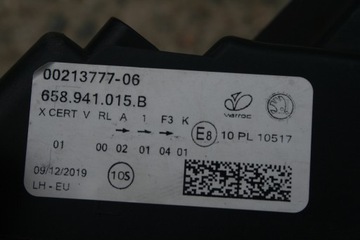 00213777-06
658.941.015.B
varroc
X CERT V RL A 1 F3 K
E8 10 PL 10517
01 00 02 01 04 01
09/12/2019
LH - EU
10S